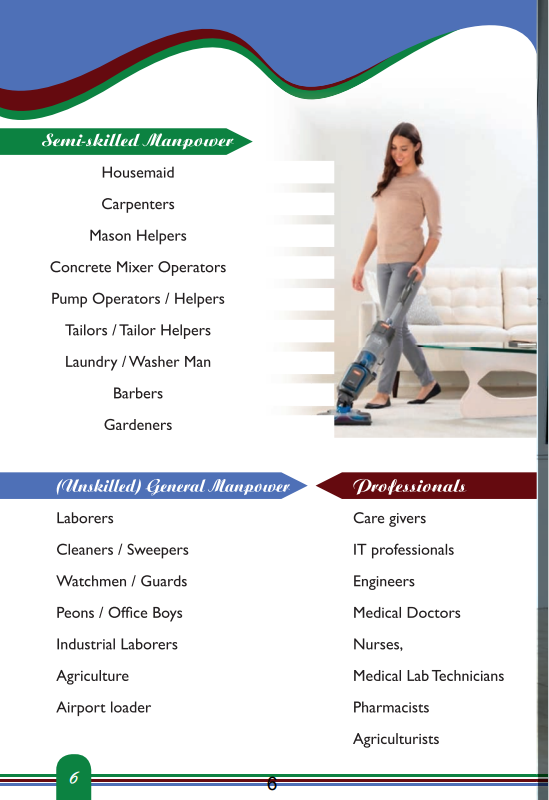 Semi-skilled Manpower
Housemaid
Carpenters
Mason Helpers
Concrete Mixer Operators
Pump Operators / Helpers
Tailors / Tailor Helpers
Laundry / Washer Man
Barbers
Gardeners
(Unskilled) General Manpower
Laborers
Cleaners / Sweepers
Watchmen / Guards
Peons / Office Boys
Industrial Laborers
Agriculture
Airport loader
Professionals
Care givers
IT professionals
Engineers
Medical Doctors
Nurses,
Medical Lab Technicians
Pharmacists
Agriculturists
6
6